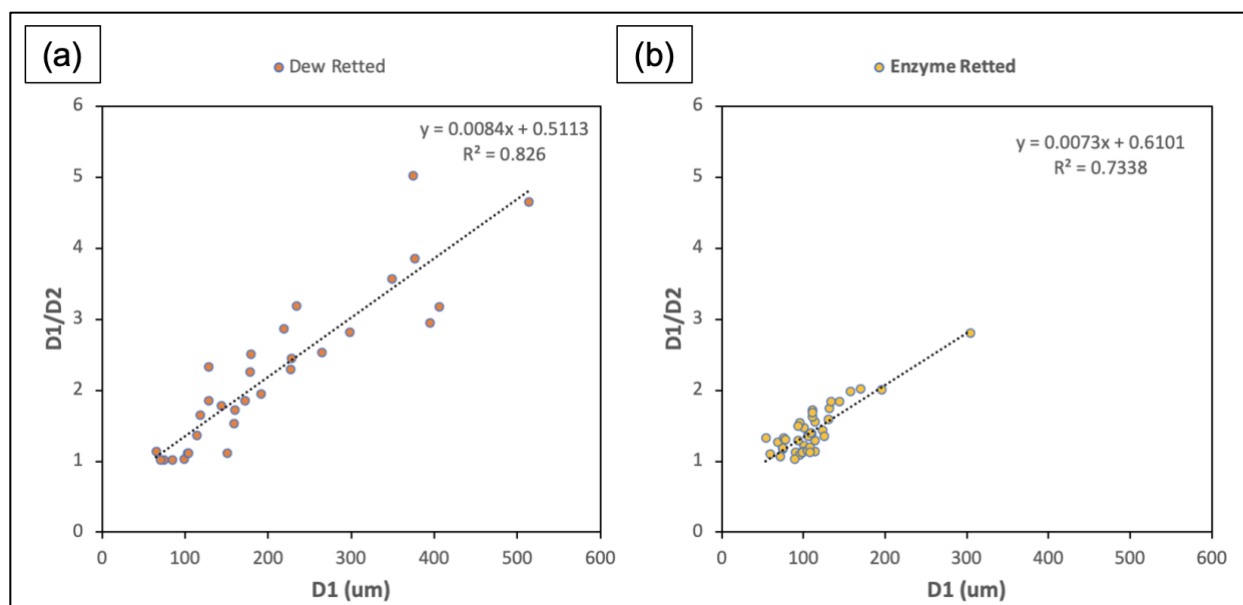 (a)
Dew Retted
6
5
4
3
2
1
0
D1/D2
y = 0.0084x + 0.5113
R² = 0.826
0 100 200 300 400 500 600
D1 (um)
(b)
Enzyme Retted
6
5
4
3
2
1
0
D1/D2
y = 0.0073x + 0.6101
R² = 0.7338
0 100 200 300 400 500 600
D1 (um)